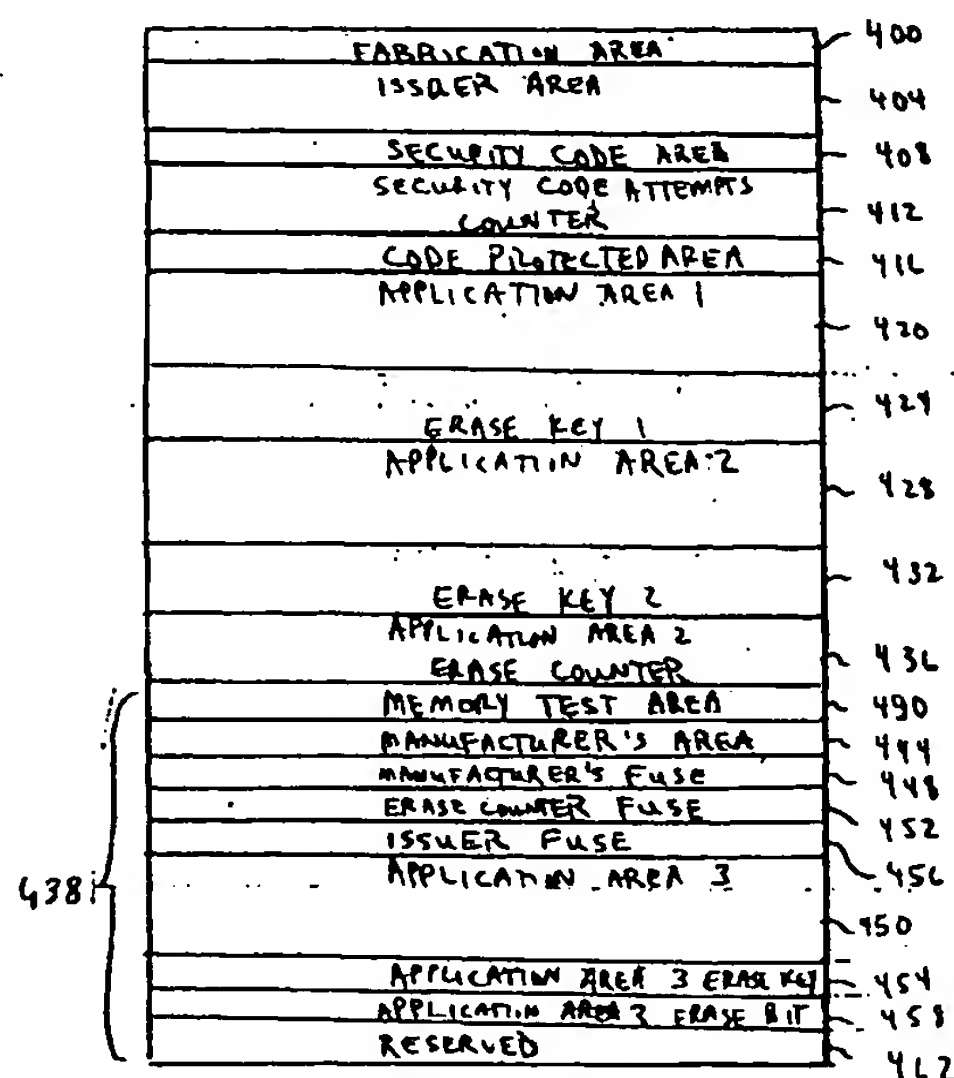 FABRICATION AREA 400
ISSUER AREA 404
SECURITY CODE AREA 408
SECURITY CODE ATTEMPTS
COUNTER 412
CODE PROTECTED AREA 416
APPLICATION AREA 1
420
424
ERASE KEY 1
APPLICATION AREA 2
428
432
ERASE KEY 2
APPLICATION AREA 2
ERASE COUNTER 436
MEMORY TEST AREA 440
MANUFACTURER'S AREA 444
MANUFACTURER'S FUSE 448
ERASE COUNTER FUSE 452
ISSUER FUSE 456
438
APPLICATION AREA 3
450
APPLICATION AREA 3 ERASE KEY 454
APPLICATION AREA 3 ERASE BIT 458
RESERVED 462